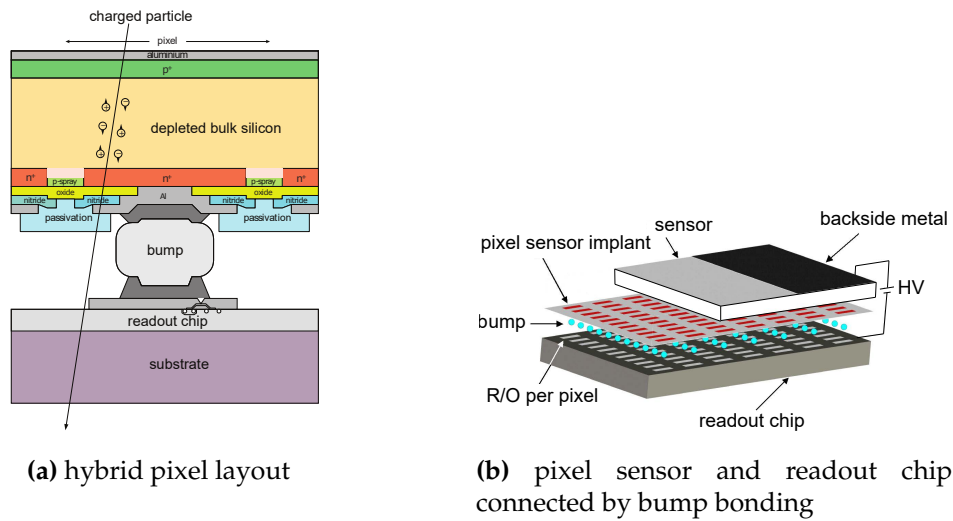 charged particle
pixel
aluminium
p⁺
depleted bulk silicon
n⁺ n⁺ n⁺
p-spray p-spray
oxide oxide
Al
nitride nitride nitride nitride
passivation passivation
bump
readout chip
substrate
(a) hybrid pixel layout
sensor
backside metal
pixel sensor implant
HV
bump
R/O per pixel
readout chip
(b) pixel sensor and readout chip
connected by bump bonding